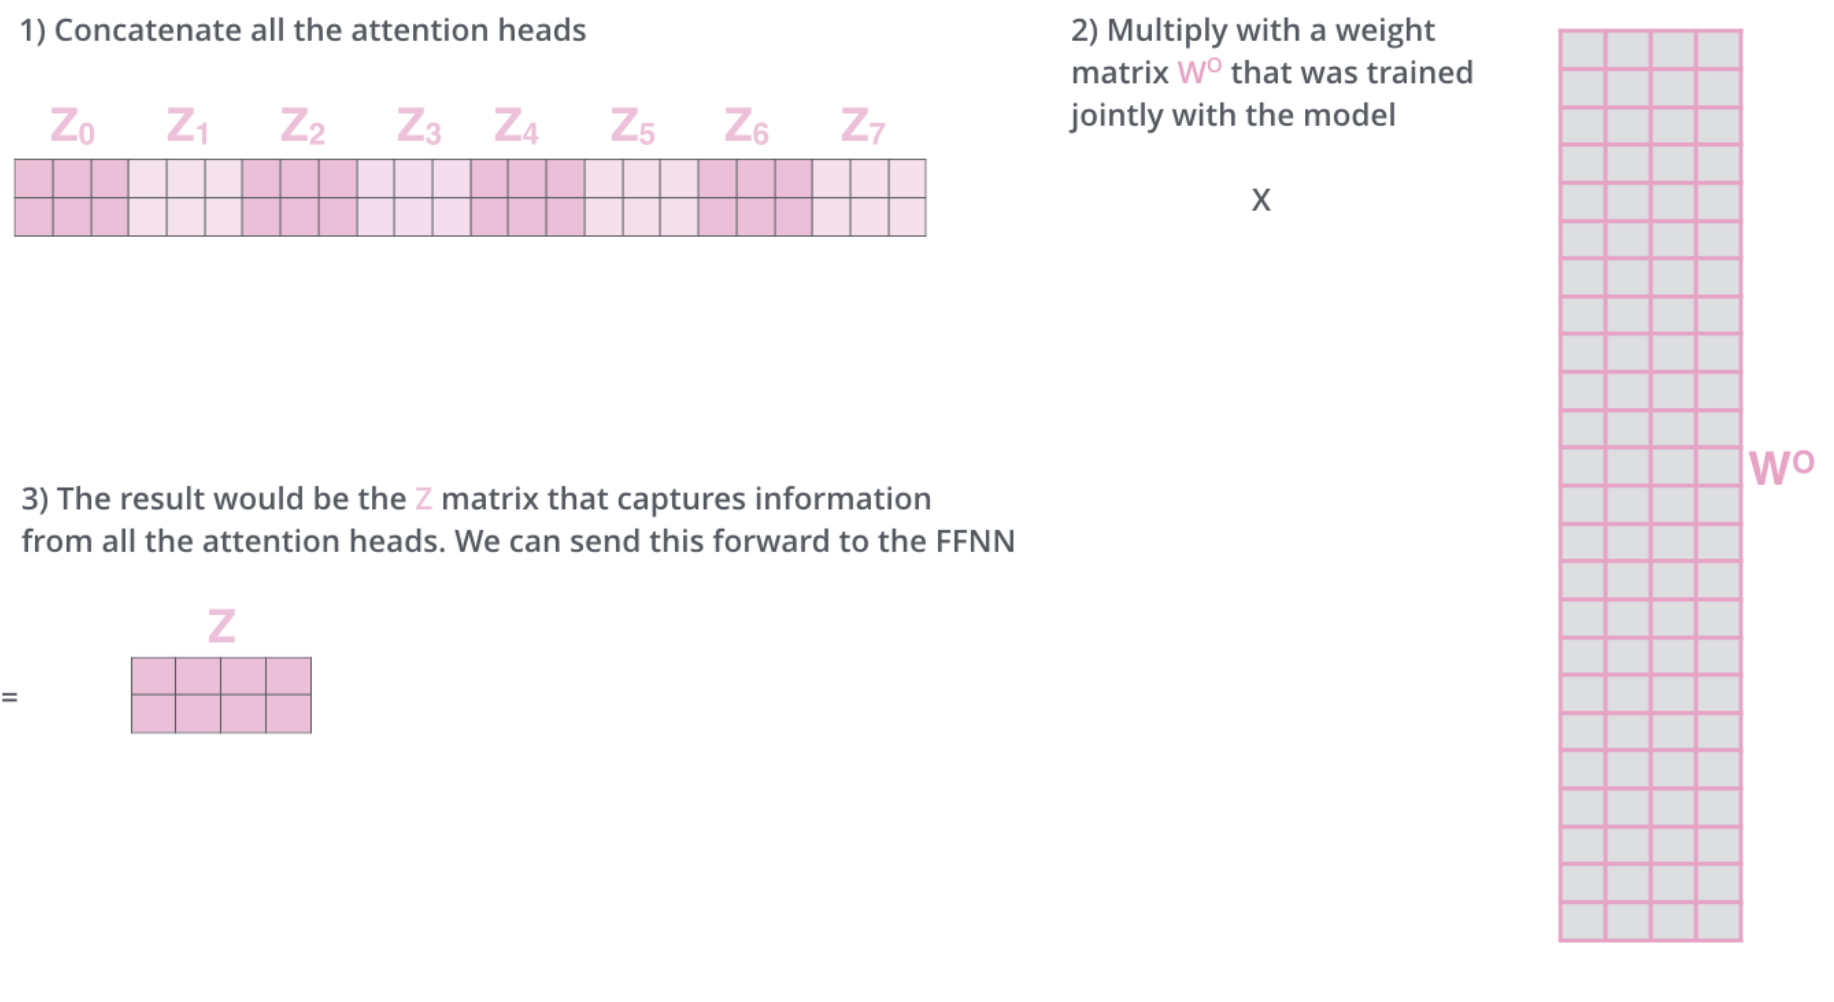 1) Concatenate all the attention heads
Z0 Z1 Z2 Z3 Z4 Z5 Z6 Z7
2) Multiply with a weight
matrix WO that was trained
jointly with the model
X
WO
3) The result would be the Z matrix that captures information
from all the attention heads. We can send this forward to the FFNN
Z
=